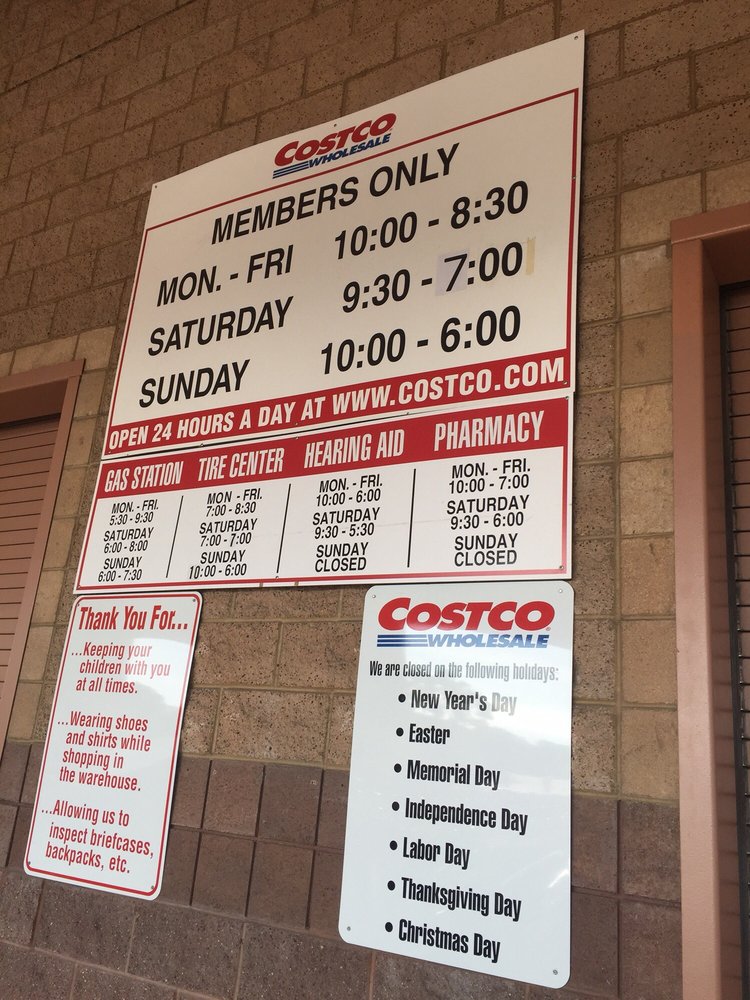 COSTCO
WHOLESALE
MEMBERS ONLY
MON. - FRI 10:00 - 8:30
SATURDAY 9:30 - 7:00
SUNDAY 10:00 - 6:00
OPEN 24 HOURS A DAY AT WWW.COSTCO.COM
GAS STATION
MON. - FRI.
5:30 - 9:30
SATURDAY
6:00 - 8:00
SUNDAY
6:00 - 7:30
TIRE CENTER
MON. - FRI.
7:00 - 8:30
SATURDAY
7:00 - 7:00
SUNDAY
10:00 - 6:00
HEARING AID
MON. - FRI.
10:00 - 6:00
SATURDAY
9:30 - 5:30
SUNDAY
CLOSED
PHARMACY
MON. - FRI.
10:00 - 7:00
SATURDAY
9:30 - 6:00
SUNDAY
CLOSED
Thank You For...
...Keeping your
children with you
at all times.
...Wearing shoes
and shirts while
shopping in
the warehouse.
...Allowing us to
inspect briefcases,
backpacks, etc.
COSTCO
WHOLESALE
We are closed on the following holidays:
• New Year's Day
• Easter
• Memorial Day
• Independence Day
• Labor Day
• Thanksgiving Day
• Christmas Day